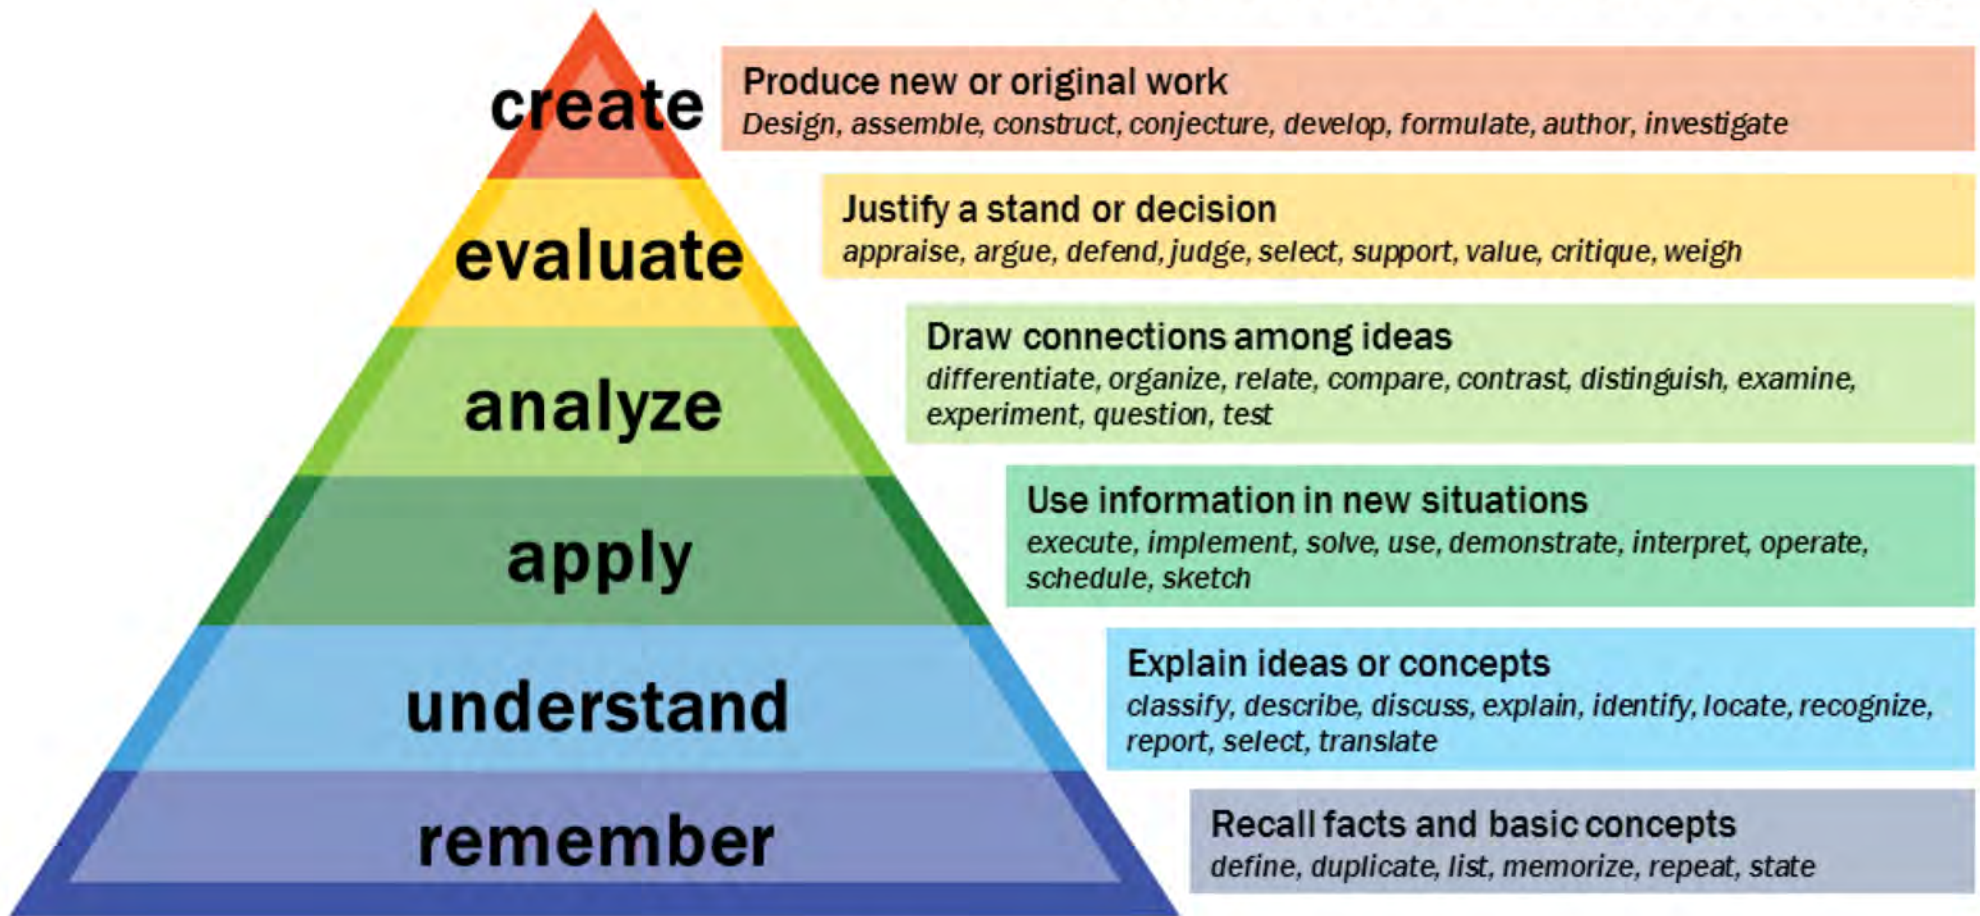 create
Produce new or original work
Design, assemble, construct, conjecture, develop, formulate, author, investigate
evaluate
Justify a stand or decision
appraise, argue, defend, judge, select, support, value, critique, weigh
analyze
Draw connections among ideas
differentiate, organize, relate, compare, contrast, distinguish, examine,
experiment, question, test
apply
Use information in new situations
execute, implement, solve, use, demonstrate, interpret, operate,
schedule, sketch
understand
Explain ideas or concepts
classify, describe, discuss, explain, identify, locate, recognize,
report, select, translate
remember
Recall facts and basic concepts
define, duplicate, list, memorize, repeat, state